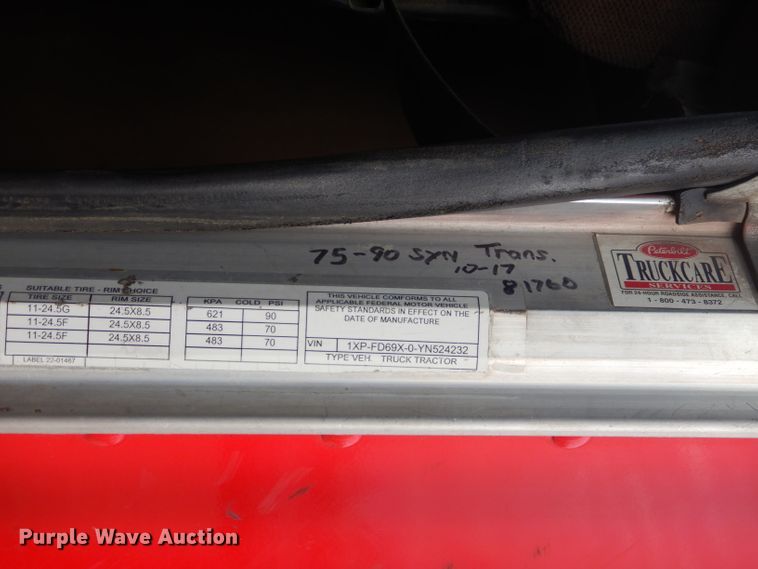 75-90 SYN Trans.
10-17
81760
Peterbilt
TRUCKCARE
SERVICES
FOR 24-HOUR ROADSIDE ASSISTANCE, CALL
1 - 800 - 473 - 8372
SUITABLE TIRE - RIM CHOICE
TIRE SIZE RIM SIZE
11-24.5G 24.5X8.5
11-24.5F 24.5X8.5
11-24.5F 24.5X8.5
LABEL 22-01467
KPA COLD PSI
621 90
483 70
483 70
THIS VEHICLE COMFORMS TO ALL
APPLICABLE FEDERAL MOTOR VEHICLE
SAFETY STANDARDS IN EFFECT ON THE
DATE OF MANUFACTURE
VIN 1XP-FD69X-0-YN524232
TYPE VEH. TRUCK TRACTOR
Purple Wave Auction